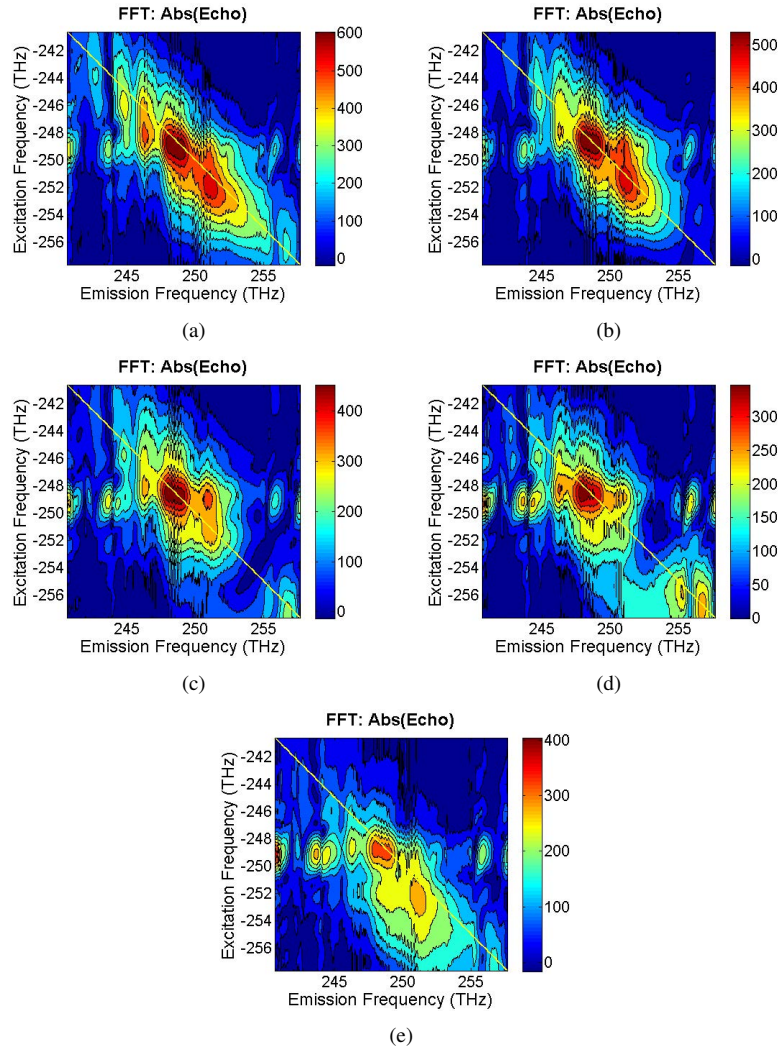 FFT: Abs(Echo)
Excitation Frequency (THz)
-242
-244
-246
-248
-250
-252
-254
-256
245 250 255
Emission Frequency (THz)
600
500
400
300
200
100
0
(a)
FFT: Abs(Echo)
Excitation Frequency (THz)
-242
-244
-246
-248
-250
-252
-254
-256
245 250 255
Emission Frequency (THz)
500
400
300
200
100
0
(b)
FFT: Abs(Echo)
Excitation Frequency (THz)
-242
-244
-246
-248
-250
-252
-254
-256
245 250 255
Emission Frequency (THz)
400
300
200
100
0
(c)
FFT: Abs(Echo)
Excitation Frequency (THz)
-242
-244
-246
-248
-250
-252
-254
-256
245 250 255
Emission Frequency (THz)
300
250
200
150
100
50
0
(d)
FFT: Abs(Echo)
Excitation Frequency (THz)
-242
-244
-246
-248
-250
-252
-254
-256
245 250 255
Emission Frequency (THz)
400
300
200
100
0
(e)